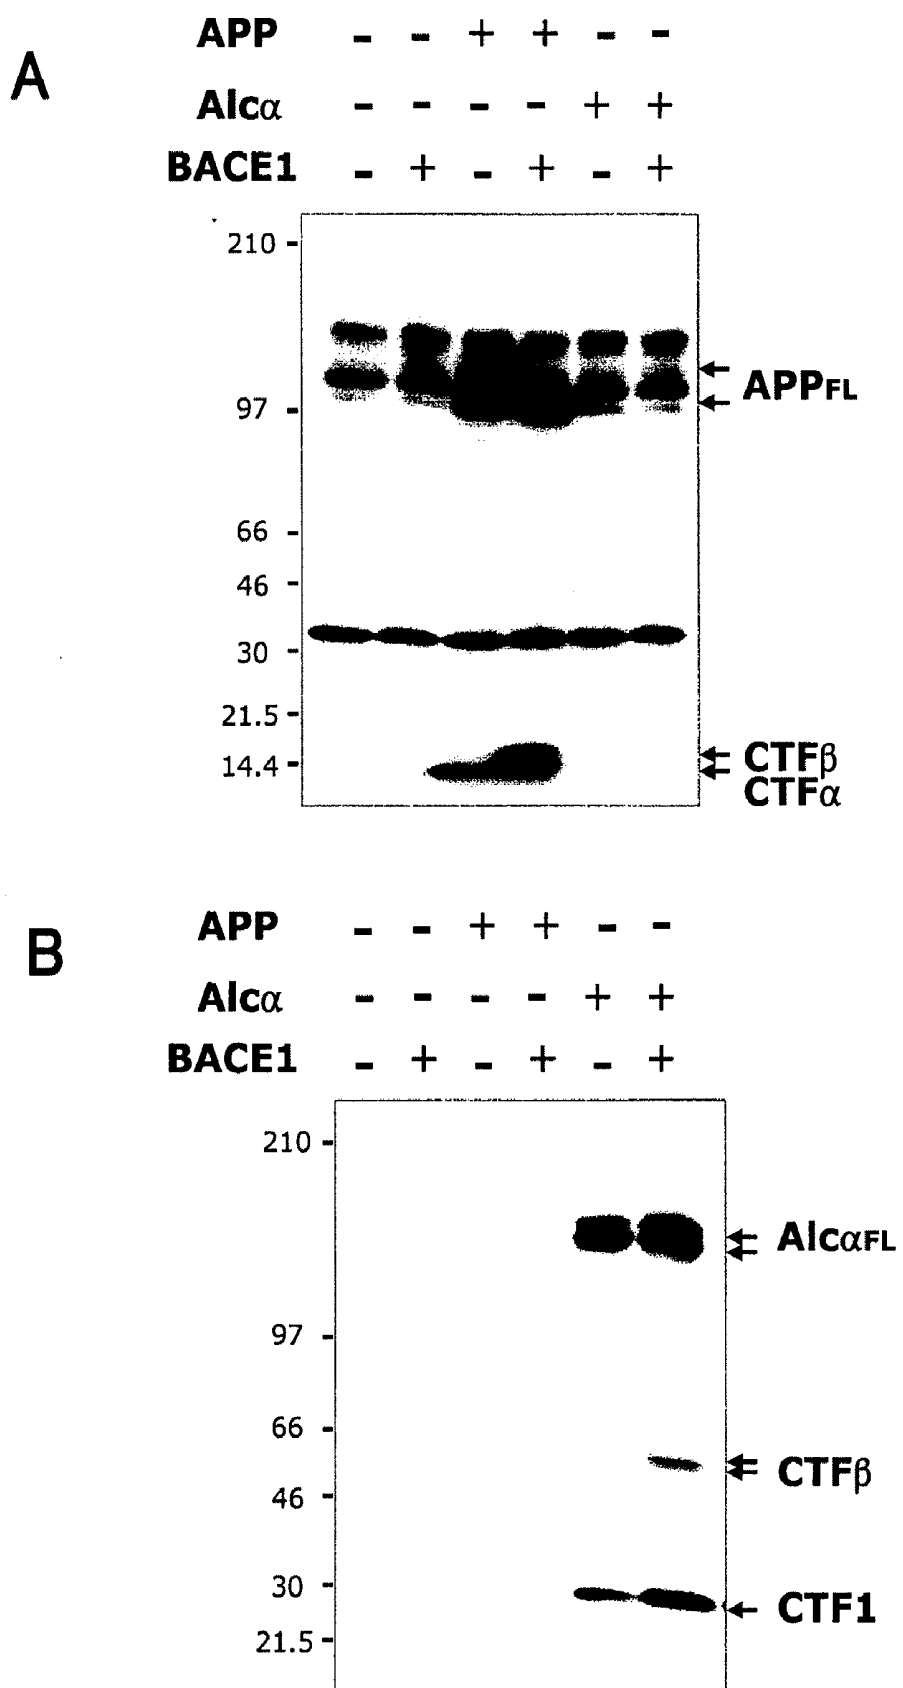 A
APP - - + + - -
Alcα - - - - + +
BACE1 - + - + - +
210
97
66
46
30
21.5
14.4
APPFL
CTFβ
CTFα
B
APP - - + + - -
Alcα - - - - + +
BACE1 - + - + - +
210
97
66
46
30
21.5
AlcαFL
CTFβ
CTF1